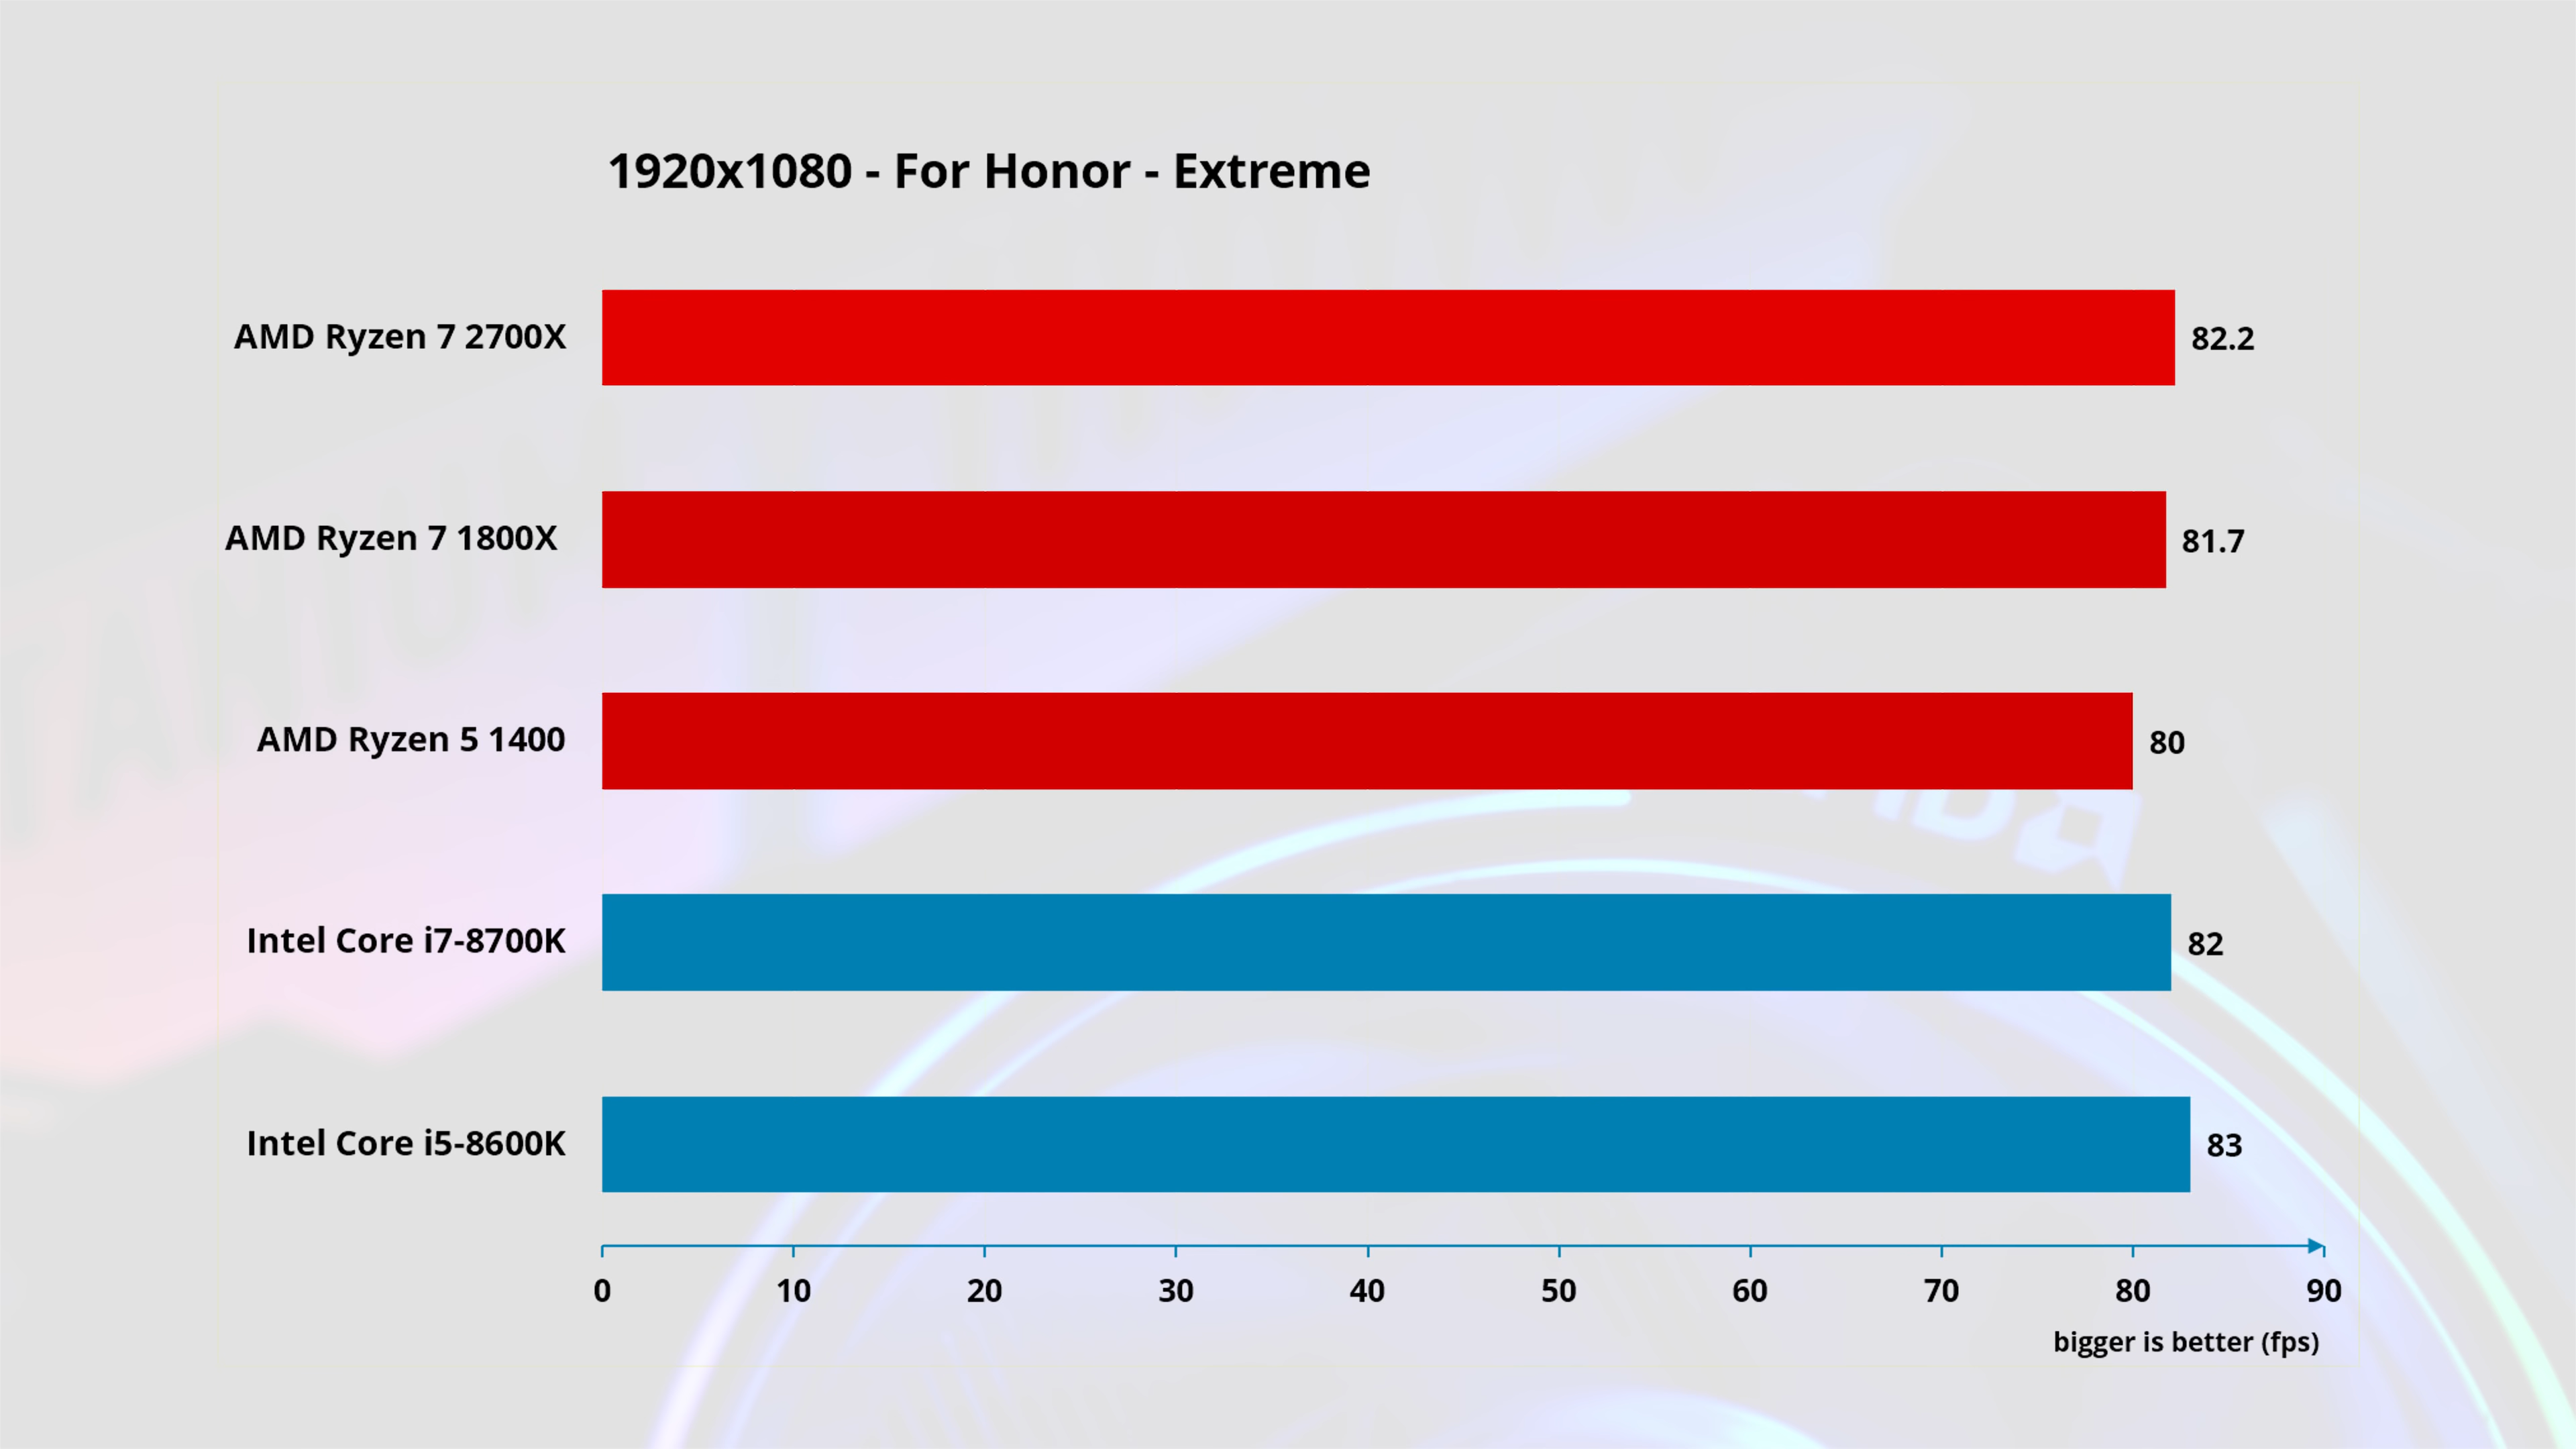 1920x1080 - For Honor - Extreme
AMD Ryzen 7 2700X 82.2
AMD Ryzen 7 1800X 81.7
AMD Ryzen 5 1400 80
Intel Core i7-8700K 82
Intel Core i5-8600K 83
0 10 20 30 40 50 60 70 80 90
bigger is better (fps)